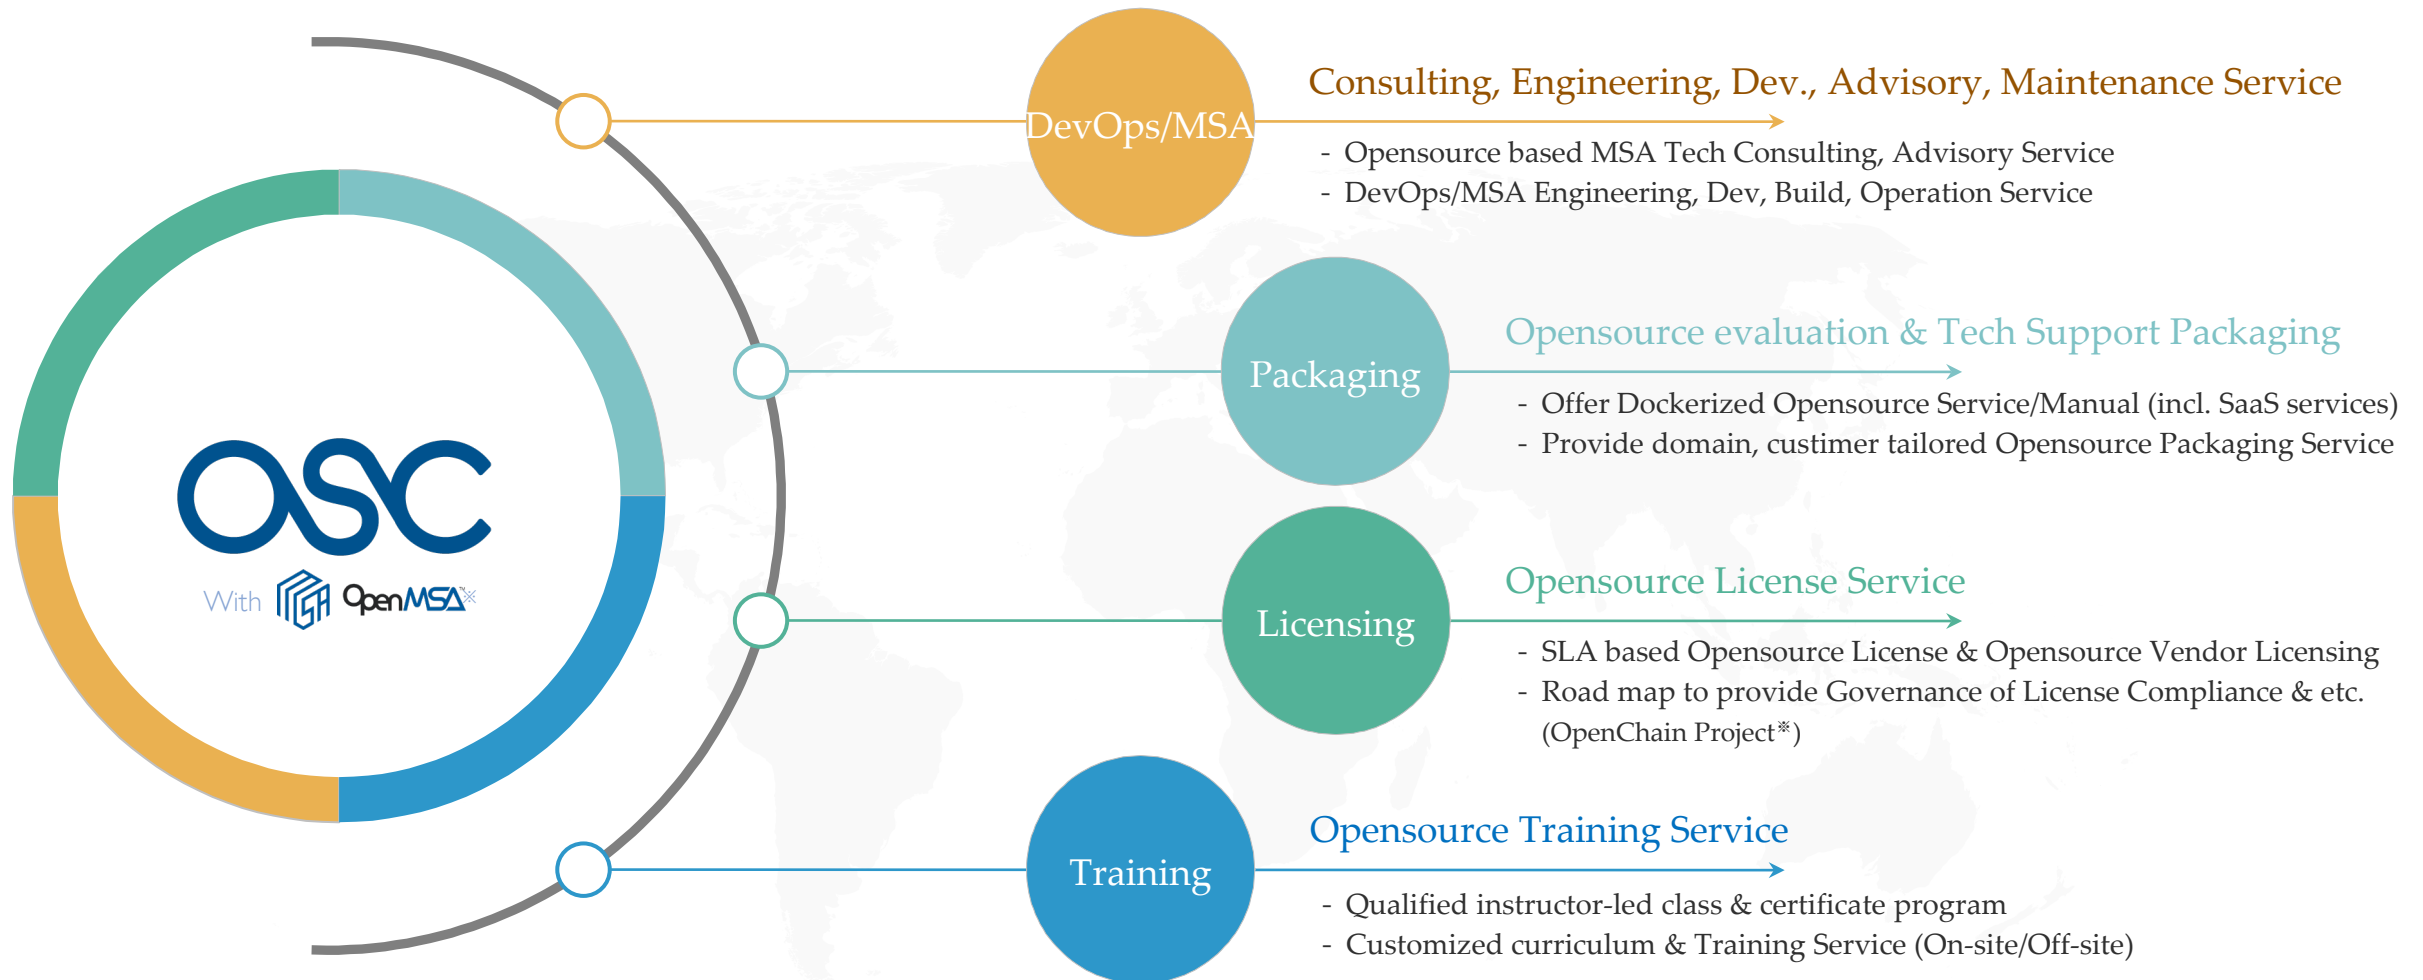 DevOps/MSA
Consulting, Engineering, Dev., Advisory, Maintenance Service
- Opensource based MSA Tech Consulting, Advisory Service
- DevOps/MSA Engineering, Dev, Build, Operation Service
Packaging
Opensource evaluation & Tech Support Packaging
- Offer Dockerized Opensource Service/Manual (incl. SaaS services)
- Provide domain, custimer tailored Opensource Packaging Service
OSC
With MSA OpenMSA™※
Licensing
Opensource License Service
- SLA based Opensource License & Opensource Vendor Licensing
- Road map to provide Governance of License Compliance & etc.
(OpenChain Project※)
Training
Opensource Training Service
- Qualified instructor-led class & certificate program
- Customized curriculum & Training Service (On-site/Off-site)